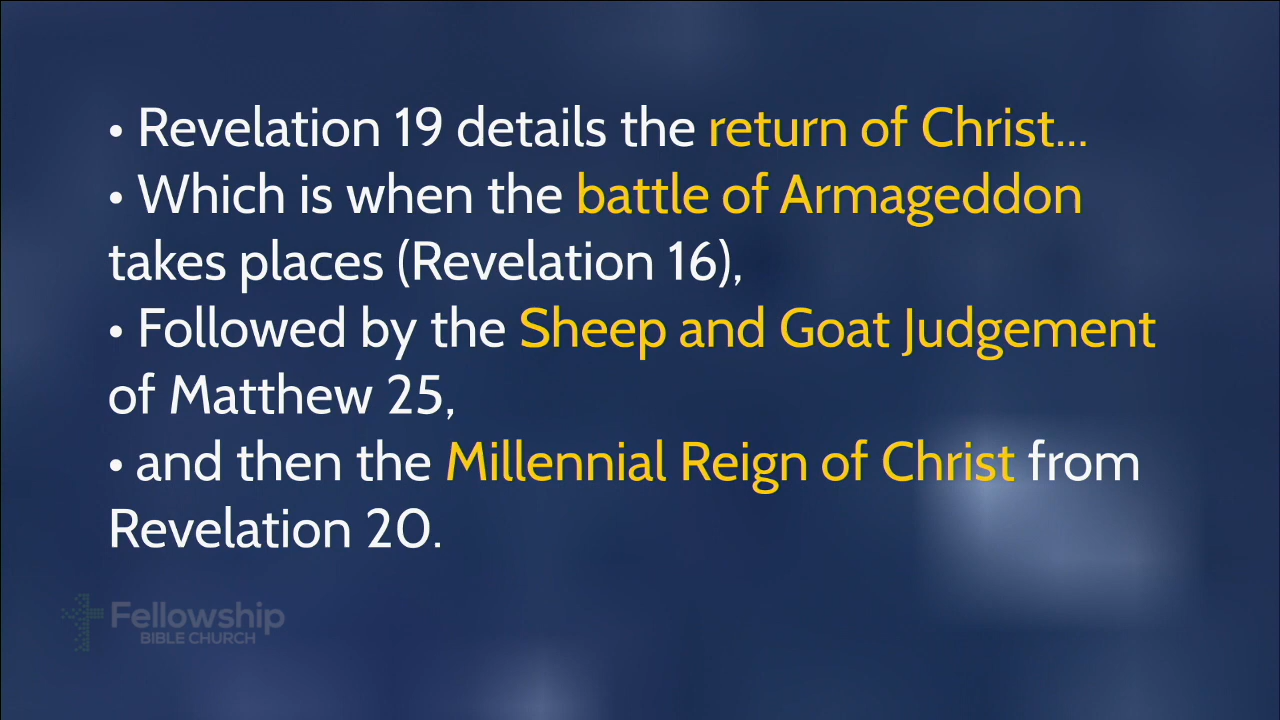 • Revelation 19 details the return of Christ...
• Which is when the battle of Armageddon
takes places (Revelation 16),
• Followed by the Sheep and Goat Judgement
of Matthew 25,
• and then the Millennial Reign of Christ from
Revelation 20.
Fellowship
BIBLE CHURCH